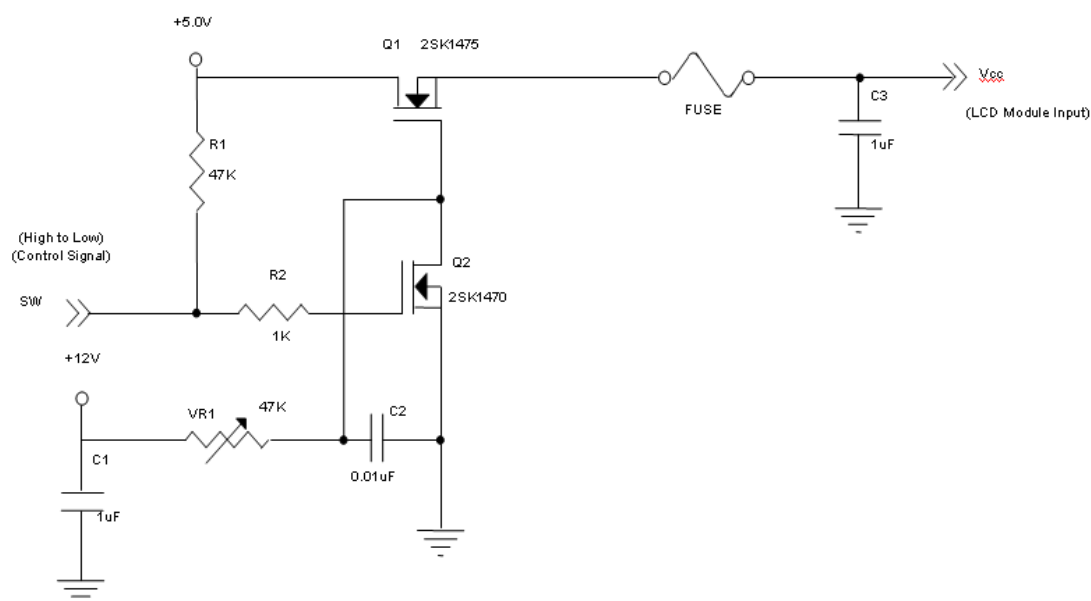 +5.0V
Q1 2SK1475
Vcc
C3
FUSE
(LCD Module Input)
R1
47K
1uF
(High to Low)
(Control Signal)
R2
Q2
SW
2SK1470
1K
+12V
VR1
47K
C2
C1
0.01uF
1uF